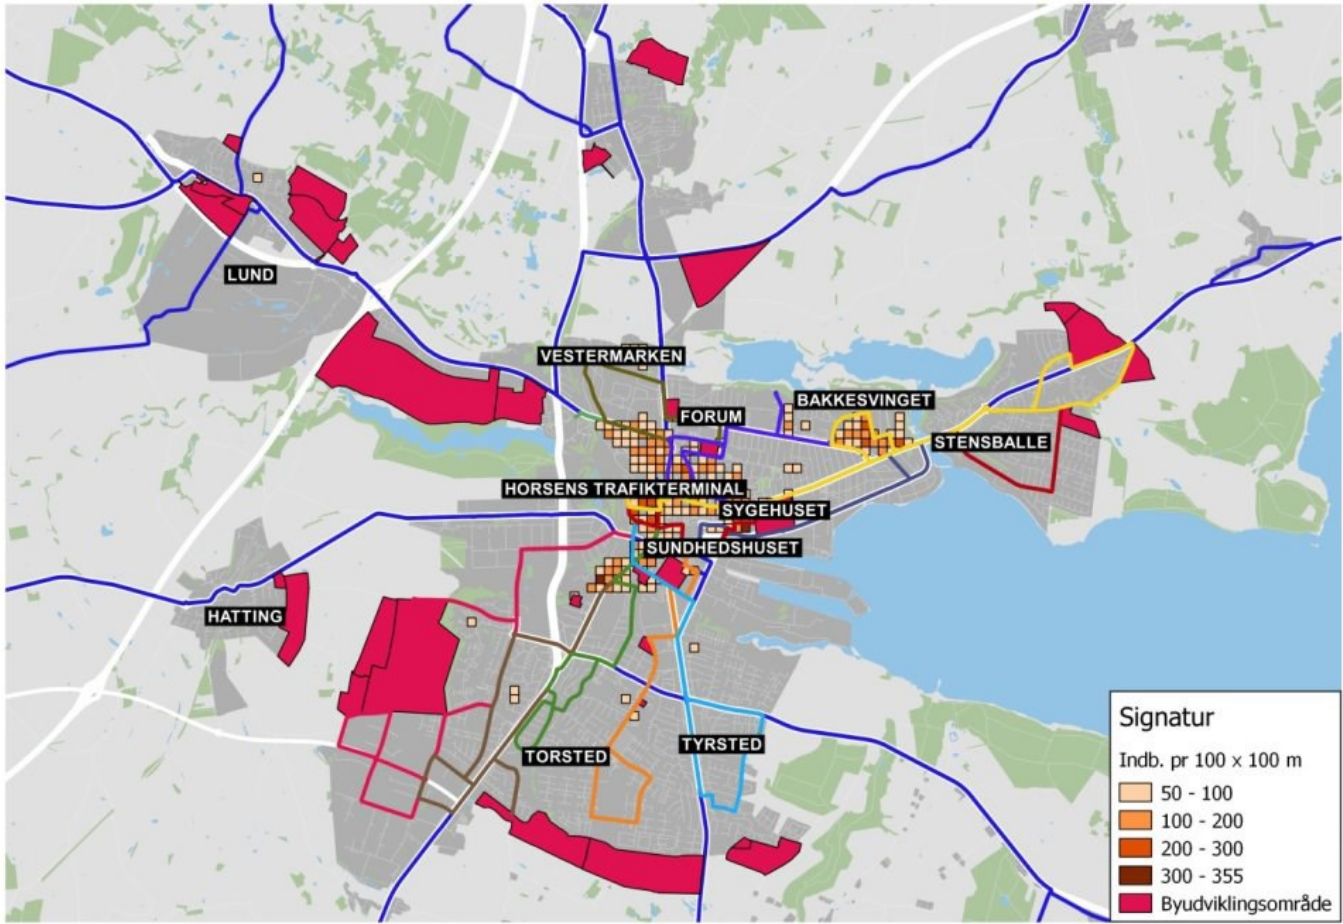 LUND
VESTERMARKEN
FORUM
BAKKESVINGET
STENSBALLE
HORSENS TRAFIKTERMINAL
SYGEHUSET
SUNDHEDSHUSET
HATTING
TORSTED
TYRSTED
Signatur
Indb. pr 100 x 100 m
50 - 100
100 - 200
200 - 300
300 - 355
Byudviklingsområde